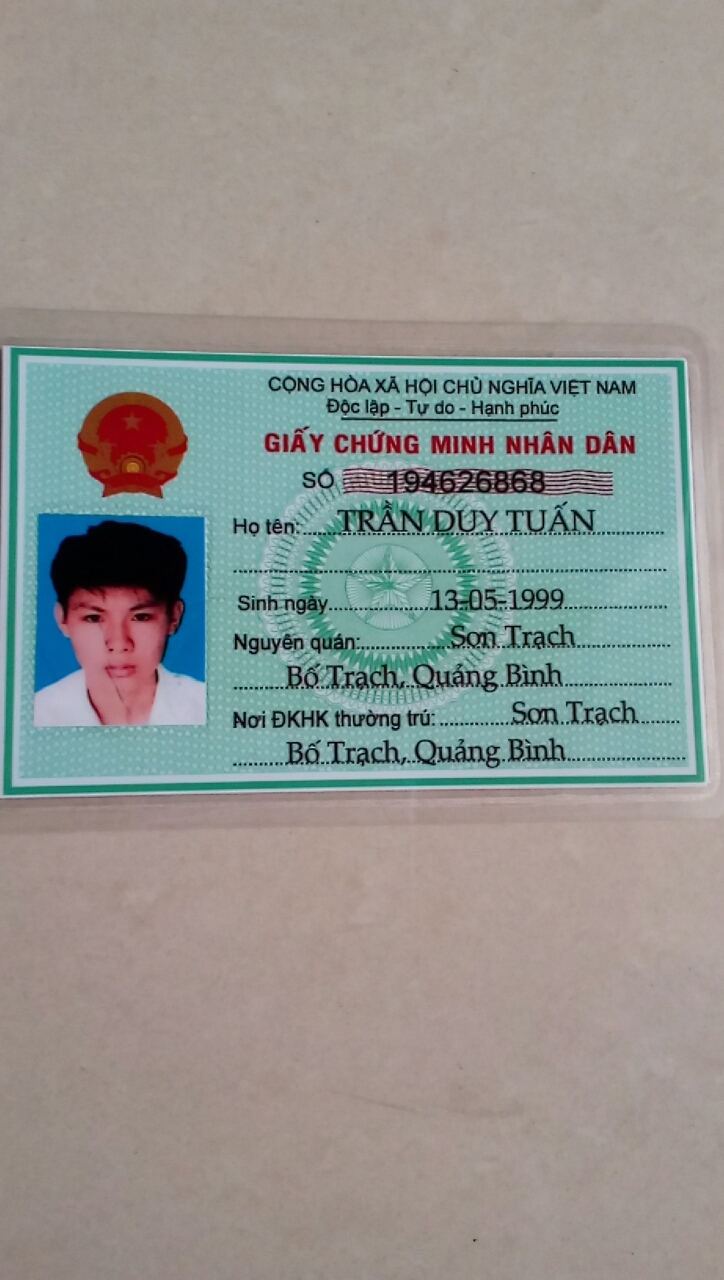 CỘNG HÒA XÃ HỘI CHỦ NGHĨA VIỆT NAM
Độc lập - Tự do - Hạnh phúc
GIẤY CHỨNG MINH NHÂN DÂN
SỐ 194626868
Họ tên: TRẦN DUY TUẤN
Sinh ngày 13-05-1999
Nguyên quán: Sơn Trạch
Bố Trạch, Quảng Bình
Nơi ĐKHK thường trú: Sơn Trạch
Bố Trạch, Quảng Bình